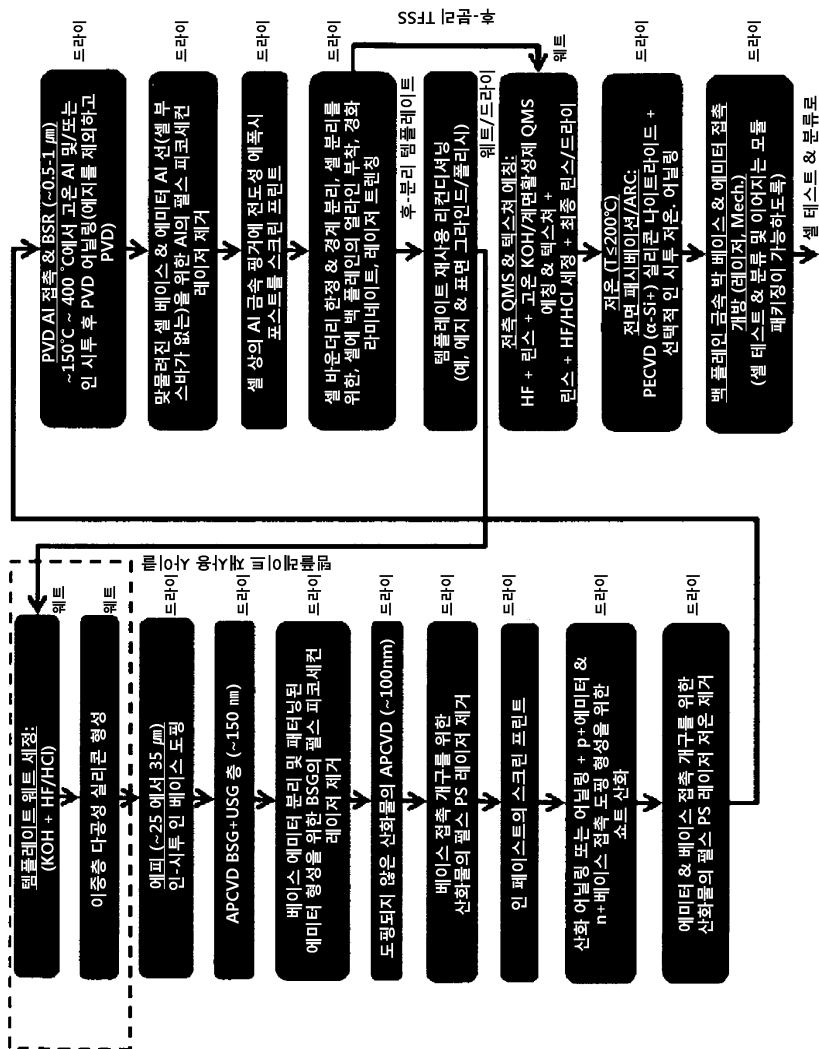 템플레이트 웨트 세정:
(KOH + HF/HCl)
웨트
이중층 다공성 실리콘 형성
웨트
템플레이트 재사용 사이클
에피 (~25 에서 35 ㎛)
인-시투 인 베이스 도핑
드라이
APCVD BSG+USG 층 (~150 ㎚)
드라이
베이스 에미터 분리 및 패터닝된
에미터 형성을 위한 BSG의 펄스 피코세컨
레이저 제거
드라이
도핑되지 않은 산화물의 APCVD (~100nm)
드라이
베이스 접촉 개구를 위한
산화물의 펄스 PS 레이저 제거
드라이
인 페이스트의 스크린 프린트
드라이
산화 어닐링 또는 어닐링 + p+에미터 &
n+베이스 접촉 도핑 형성을 위한
쇼트 산화
드라이
에미터 & 베이스 접촉 개구를 위한
산화물의 펄스 PS 레이저 저온 제거
드라이
PVD Al 접촉 & BSR (~0.5-1 ㎛)
~150℃ ~ 400 ℃에서 고온 Al 및/또는
인 시투 후 PVD 어닐링(에지를 제외하고
PVD)
드라이
맞물려진 셀 베이스 & 에미터 Al 선(셀 부
스바가 없는)을 위한 Al의 펄스 피코세컨
레이저 제거
드라이
셀 상의 Al 금속 핑거에 전도성 에폭시
포스트를 스크린 프린트
드라이
셀 바운더리 한정 & 경계 분리, 셀 분리를
위한, 셀에 백 플레인의 얼라인 부착, 경화
라미네이트, 레이저 트렌칭
드라이
후-분리 TFSS
후-분리 템플레이트
템플레이트 재사용 리컨디셔닝
(예, 에지 & 표면 그라인드/폴리시)
웨트/드라이
전측 QMS & 텍스쳐 에칭:
HF + 린스 + 고온 KOH/계면활성제 QMS
에칭 & 텍스쳐 +
린스 + HF/HCl 세정 + 최종 린스/드라이
웨트
저온 (T≤200℃)
전면 패시베이션/ARC:
PECVD (α-Si+) 실리콘 나이트라이드 +
선택적 인 시투 저온. 어닐링
드라이
백 플레인 금속 박 베이스 & 에미터 접촉
개방 (레이저, Mech.)
(셀 테스트 & 분류 및 이어지는 모듈
패키징이 가능하도록)
드라이
셀 테스트 & 분류로